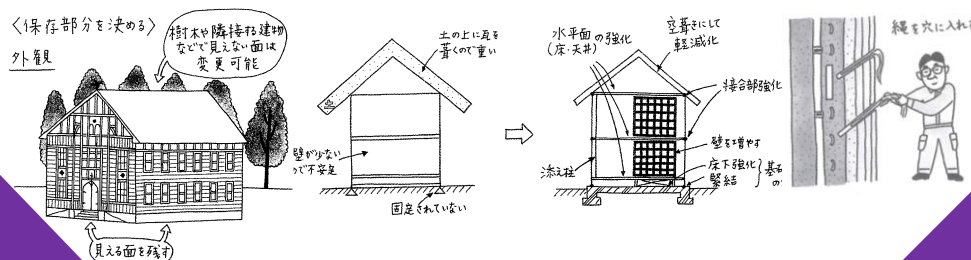 〈保存部分を決める〉
外観
樹木や隣接する建物
などで見えない面は
変更可能
見える面を残す
土の上に瓦を
葺くので重い
壁が少ない
ので不安定
固定されていない
水平面の強化
(床・天井)
空葺きにして
軽減化
接合部強化
壁を増やす
添え柱
床下強化
緊結
基礎
の
縄を穴に入れ